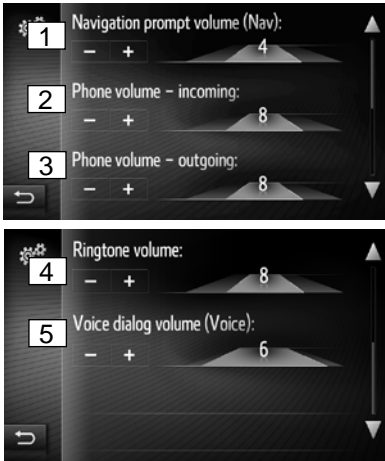 1
Navigation prompt volume (Nav):
– + 4
2
Phone volume – incoming:
– + 8
3
Phone volume – outgoing:
– + 8
4
Ringtone volume:
– + 8
5
Voice dialog volume (Voice):
– + 6